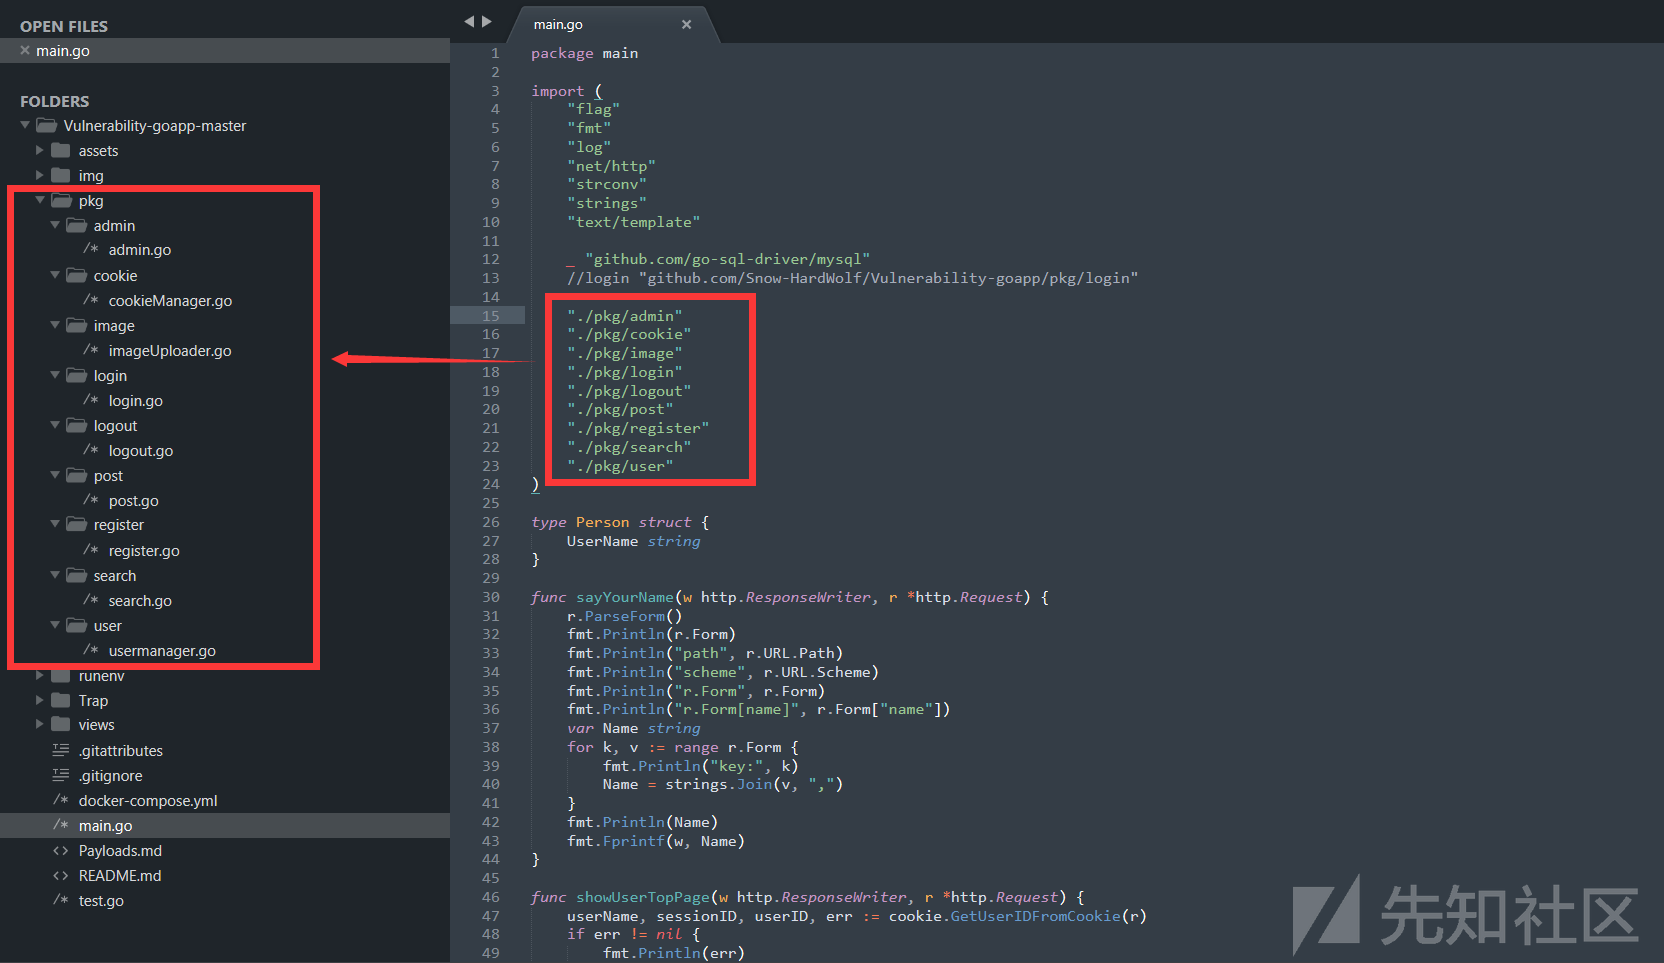 OPEN FILES
main.go
FOLDERS
Vulnerability-goapp-master
assets
img
pkg
admin
/* admin.go
cookie
/* cookieManager.go
image
/* imageUploader.go
login
/* login.go
logout
/* logout.go
post
/* post.go
register
/* register.go
search
/* search.go
user
/* usermanager.go
runenv
Trap
views
.gitattributes
.gitignore
/* docker-compose.yml
/* main.go
<> Payloads.md
<> README.md
/* test.go
main.go
1 package main
2
3 import (
4 "flag"
5 "fmt"
6 "log"
7 "net/http"
8 "strconv"
9 "strings"
10 "text/template"
11
12 _ "github.com/go-sql-driver/mysql"
13 //login "github.com/Snow-HardWolf/Vulnerability-goapp/pkg/login"
14
15 "./pkg/admin"
16 "./pkg/cookie"
17 "./pkg/image"
18 "./pkg/login"
19 "./pkg/logout"
20 "./pkg/post"
21 "./pkg/register"
22 "./pkg/search"
23 "./pkg/user"
24 )
25
26 type Person struct {
27 UserName string
28 }
29
30 func sayYourName(w http.ResponseWriter, r *http.Request) {
31 r.ParseForm()
32 fmt.Println(r.Form)
33 fmt.Println("path", r.URL.Path)
34 fmt.Println("scheme", r.URL.Scheme)
35 fmt.Println("r.Form", r.Form)
36 fmt.Println("r.Form[name]", r.Form["name"])
37 var Name string
38 for k, v := range r.Form {
39 fmt.Println("key:", k)
40 Name = strings.Join(v, ",")
41 }
42 fmt.Println(Name)
43 fmt.Fprintf(w, Name)
44 }
45
46 func showUserTopPage(w http.ResponseWriter, r *http.Request) {
47 userName, sessionID, userID, err := cookie.GetUserIDFromCookie(r)
48 if err != nil {
49 fmt.Println(err)
先知社区